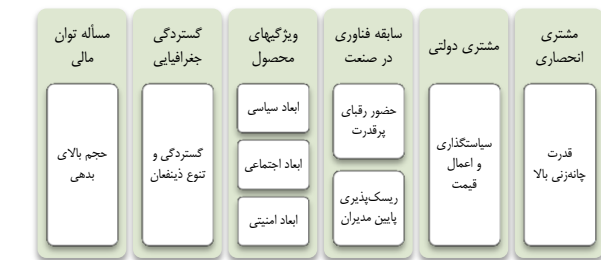 مشتری
انحصاری
قدرت
چانه‌زنی بالا
مشتری دولتی
سیاستگذاری
و اعمال
قیمت
سابقه فناوری
در صنعت
حضور رقبای
پرقدرت
ریسک‌پذیری
پایین مدیران
ویژگیهای
محصول
ابعاد سیاسی
ابعاد اجتماعی
ابعاد امنیتی
گستردگی
جغرافیایی
گستردگی و
تنوع ذینفعان
مسأله توان
مالی
حجم بالای
بدهی